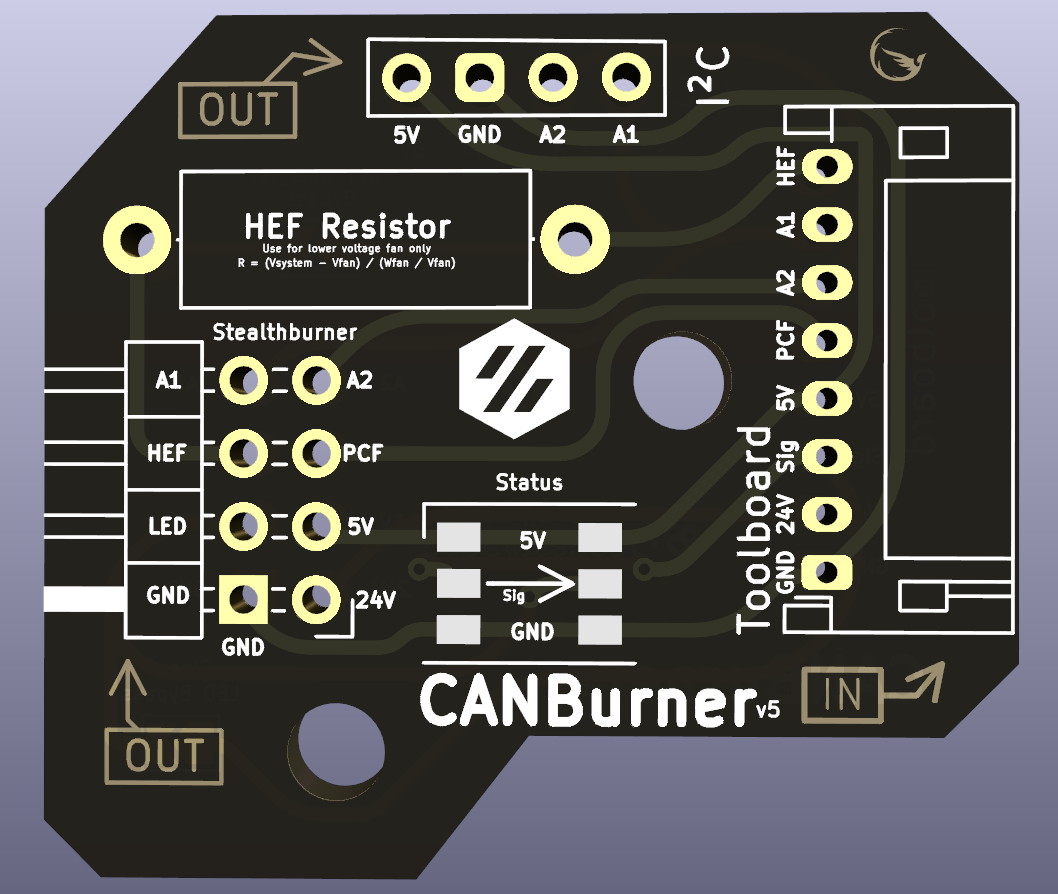 OUT
I²C
5V GND A2 A1
HEF Resistor
Use for lower voltage fan only
R = (Vsystem - Vfan) / (Wfan / Vfan)
HEF
A1
A2
PCF
5V
Sig
24V
GND
Toolboard
Stealthburner
A1 A2
HEF PCF
LED 5V
GND 24V
GND
Status
5V
Sig
GND
CANBurner v5
IN
OUT